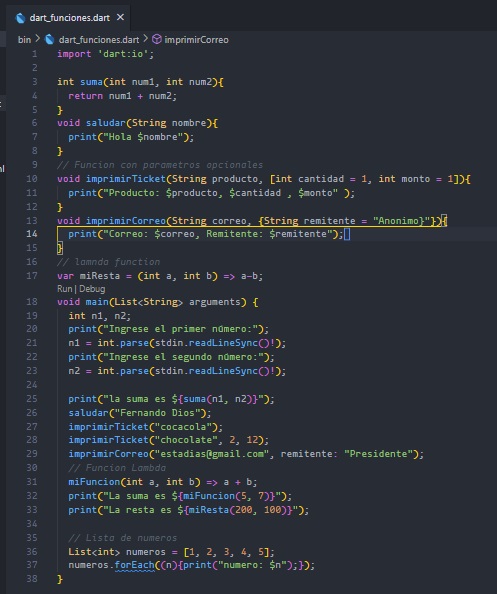 dart_funciones.dart
bin > dart_funciones.dart > imprimirCorreo
1 import 'dart:io';
2
3 int suma(int num1, int num2){
4 return num1 + num2;
5 }
6 void saludar(String nombre){
7 print("Hola $nombre");
8 }
9 // Funcion con parametros opcionales
10 void imprimirTicket(String producto, [int cantidad = 1, int monto = 1]){
11 print("Producto: $producto, $cantidad , $monto" );
12 }
13 void imprimirCorreo(String correo, {String remitente = "Anonimo}"}){
14 print("Correo: $correo, Remitente: $remitente");
15 }
16 // lamnda function
17 var miResta = (int a, int b) => a-b;
Run | Debug
18 void main(List<String> arguments) {
19 int n1, n2;
20 print("Ingrese el primer número:");
21 n1 = int.parse(stdin.readLineSync()!);
22 print("Ingrese el segundo número:");
23 n2 = int.parse(stdin.readLineSync()!);
24
25 print("la suma es ${suma(n1, n2)}");
26 saludar("Fernando Dios");
27 imprimirTicket("cocacola");
28 imprimirTicket("chocolate", 2, 12);
29 imprimirCorreo("estadias@gmail.com", remitente: "Presidente");
30 // Funcion Lambda
31 miFuncion(int a, int b) => a + b;
32 print("La suma es ${miFuncion(5, 7)}");
33 print("La resta es ${miResta(200, 100)}");
34
35 // Lista de numeros
36 List<int> numeros = [1, 2, 3, 4, 5];
37 numeros.forEach((n){print("numero: $n");});
38 }